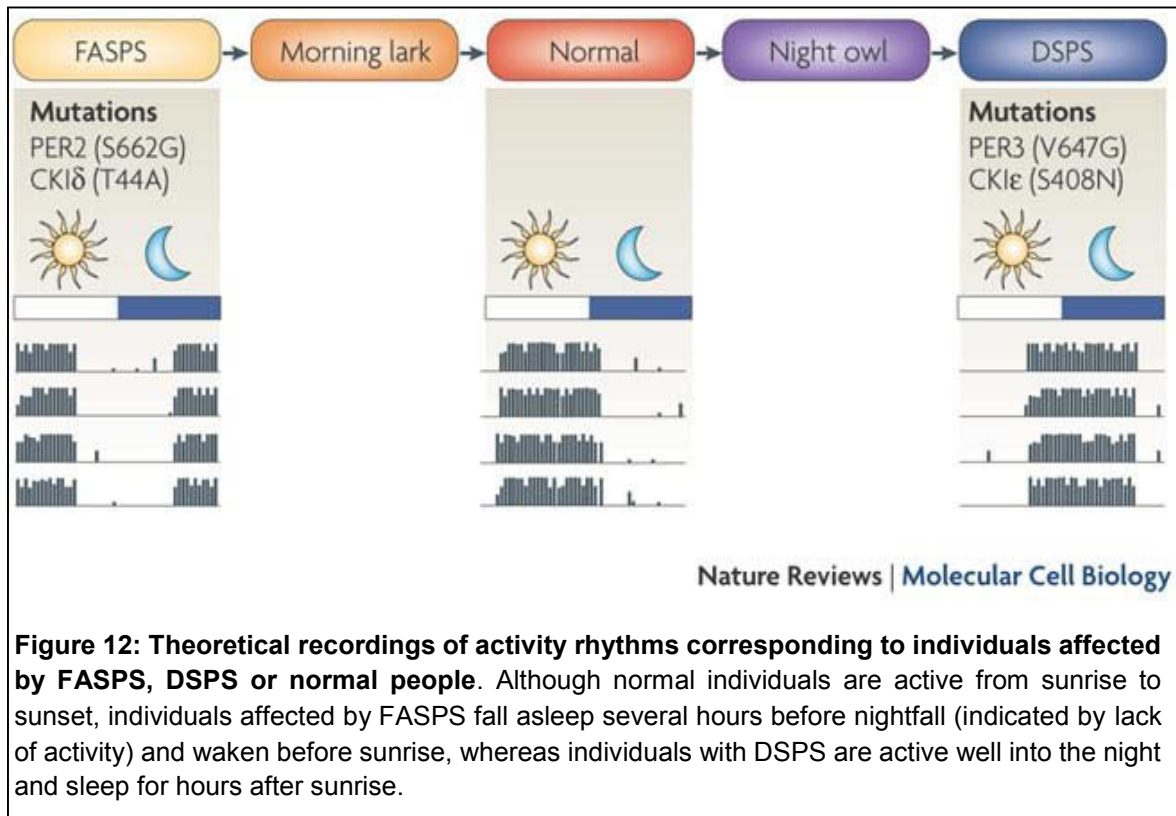 FASPS
Morning lark
Normal
Night owl
DSPS
Mutations
PER2 (S662G)
CKIδ (T44A)
Mutations
PER3 (V647G)
CKIε (S408N)
Nature Reviews | Molecular Cell Biology
Figure 12: Theoretical recordings of activity rhythms corresponding to individuals affected
by FASPS, DSPS or normal people. Although normal individuals are active from sunrise to
sunset, individuals affected by FASPS fall asleep several hours before nightfall (indicated by lack
of activity) and waken before sunrise, whereas individuals with DSPS are active well into the night
and sleep for hours after sunrise.